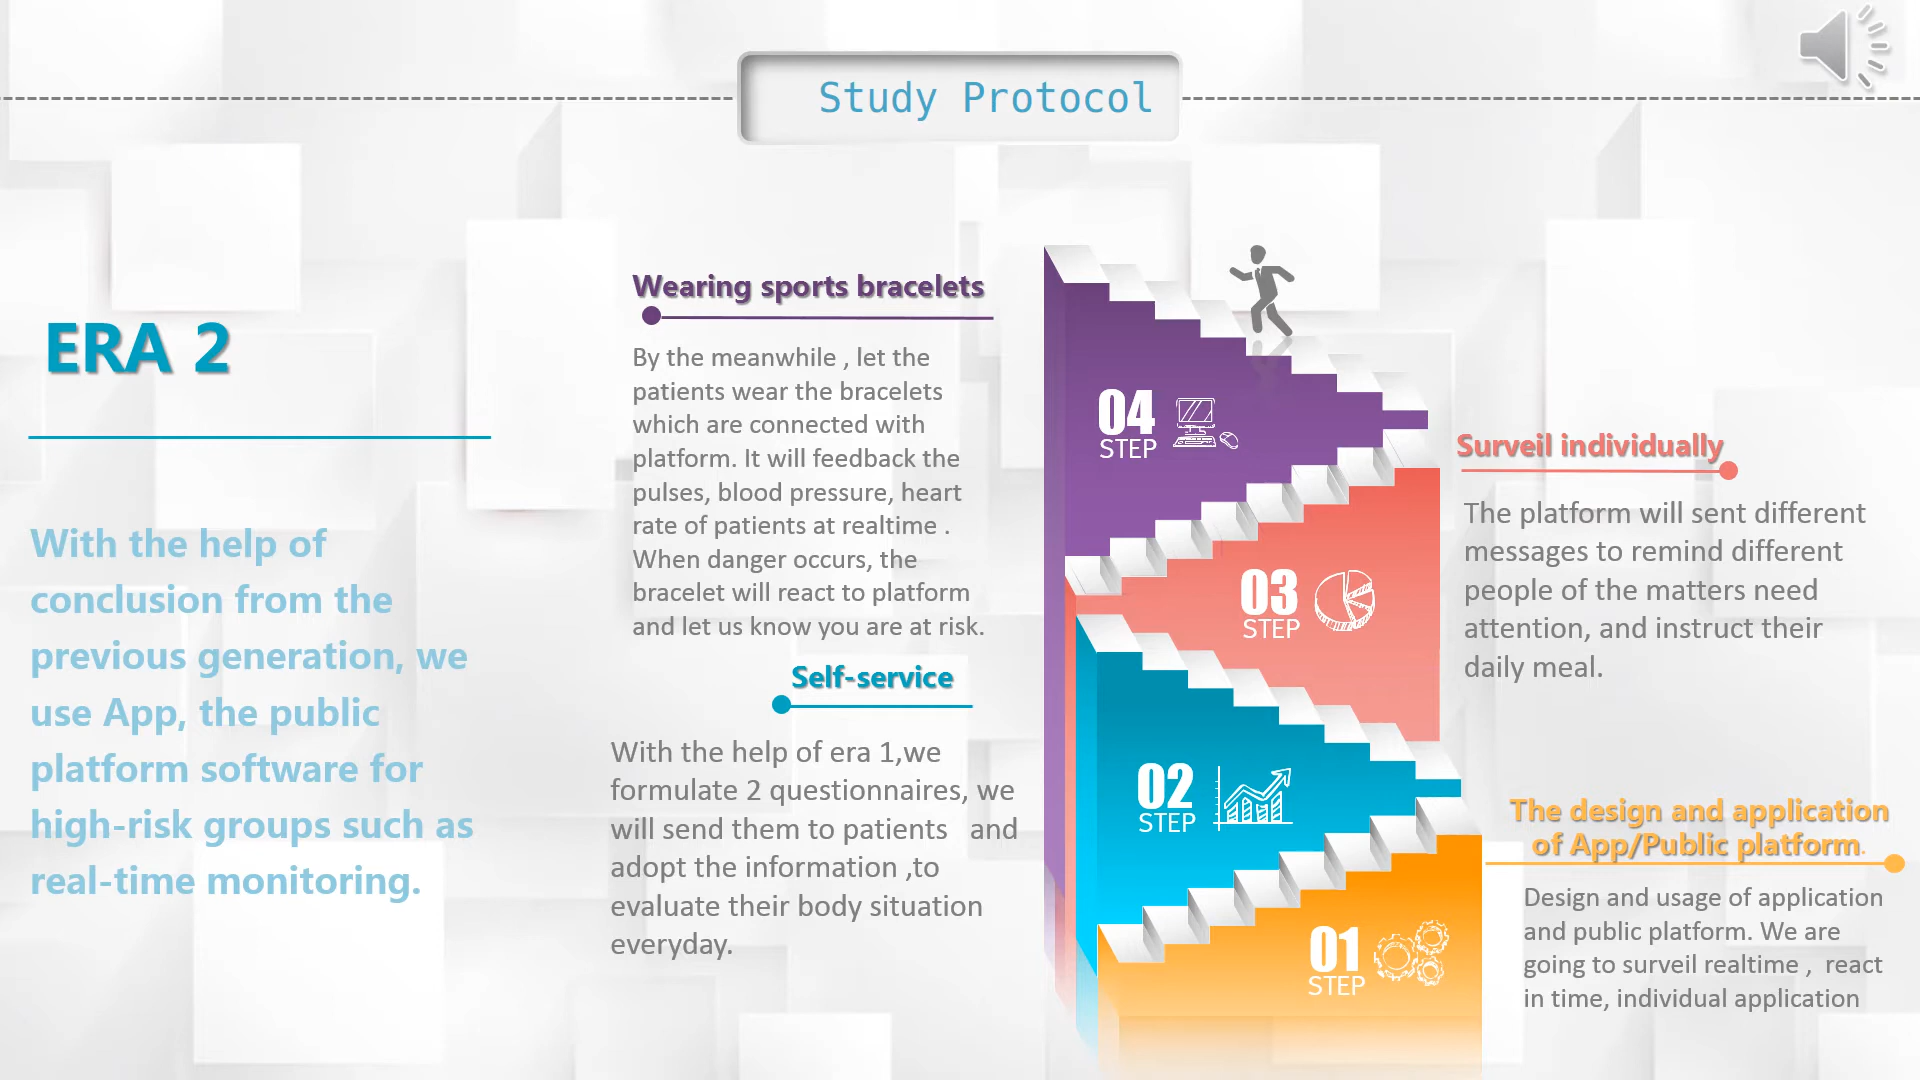 Study Protocol
ERA 2
With the help of
conclusion from the
previous generation, we
use App, the public
platform software for
high-risk groups such as
real-time monitoring.
Wearing sports bracelets
By the meanwhile , let the
patients wear the bracelets
which are connected with
platform. It will feedback the
pulses, blood pressure, heart
rate of patients at realtime .
When danger occurs, the
bracelet will react to platform
and let us know you are at risk.
Self-service
With the help of era 1,we
formulate 2 questionnaires, we
will send them to patients and
adopt the information ,to
evaluate their body situation
everyday.
04
STEP
03
STEP
02
STEP
01
STEP
Surveil individually
The platform will sent different
messages to remind different
people of the matters need
attention, and instruct their
daily meal.
The design and application
of App/Public platform.
Design and usage of application
and public platform. We are
going to surveil realtime , react
in time, individual application